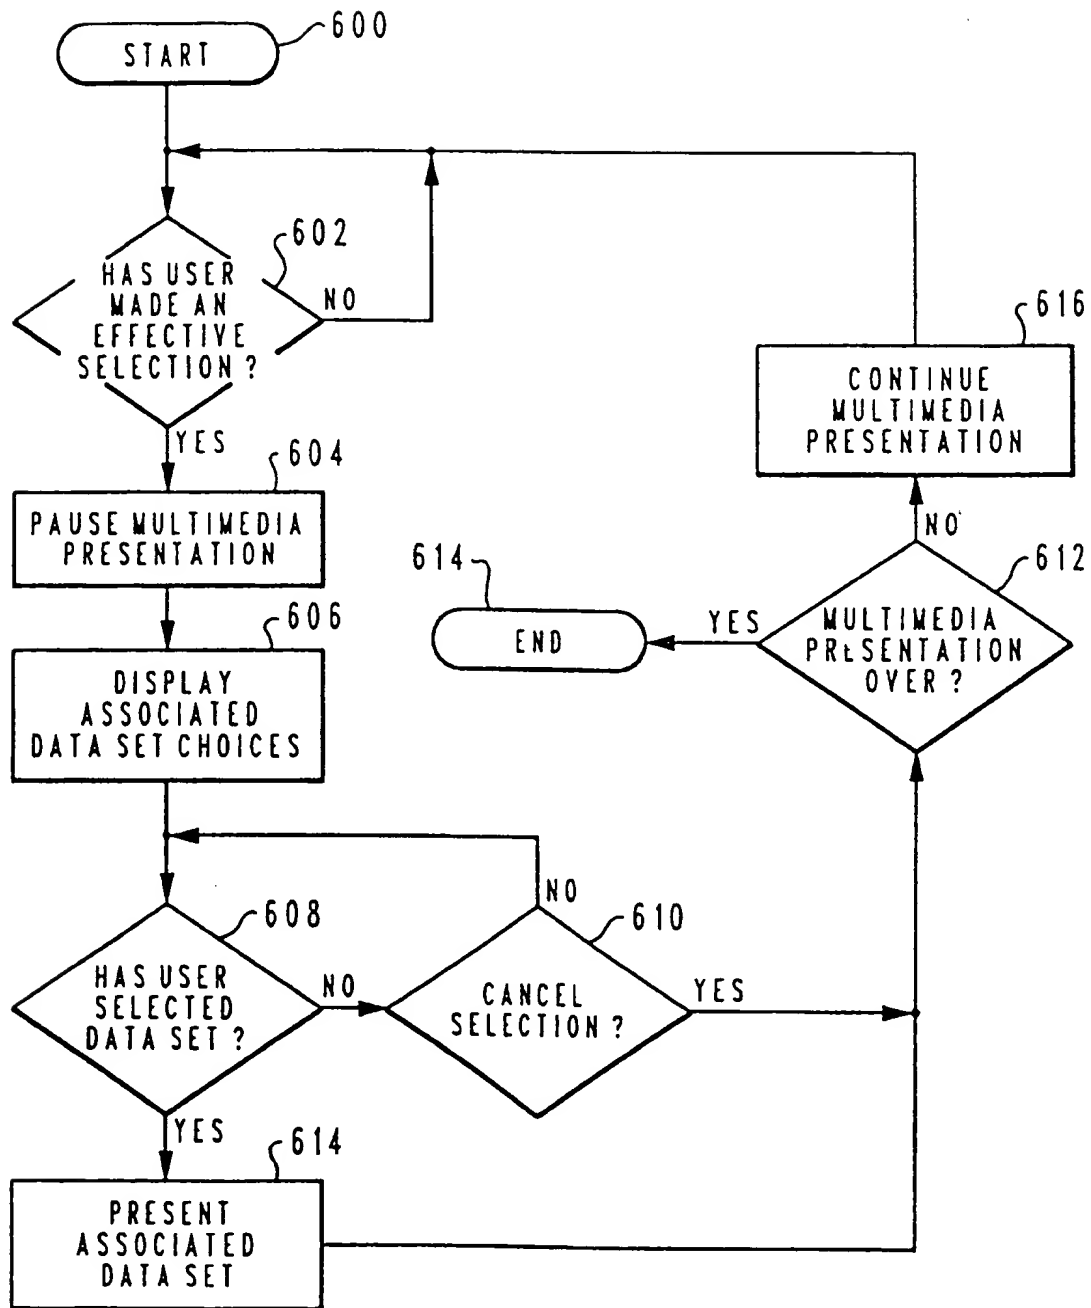 START
600
HAS USER
MADE AN
EFFECTIVE
SELECTION ?
602
NO
YES
604
PAUSE MULTIMEDIA
PRESENTATION
606
DISPLAY
ASSOCIATED
DATA SET CHOICES
608
HAS USER
SELECTED
DATA SET ?
NO
YES
610
CANCEL
SELECTION ?
NO
YES
614
PRESENT
ASSOCIATED
DATA SET
612
MULTIMEDIA
PRESENTATION
OVER ?
YES
NO
614
END
616
CONTINUE
MULTIMEDIA
PRESENTATION